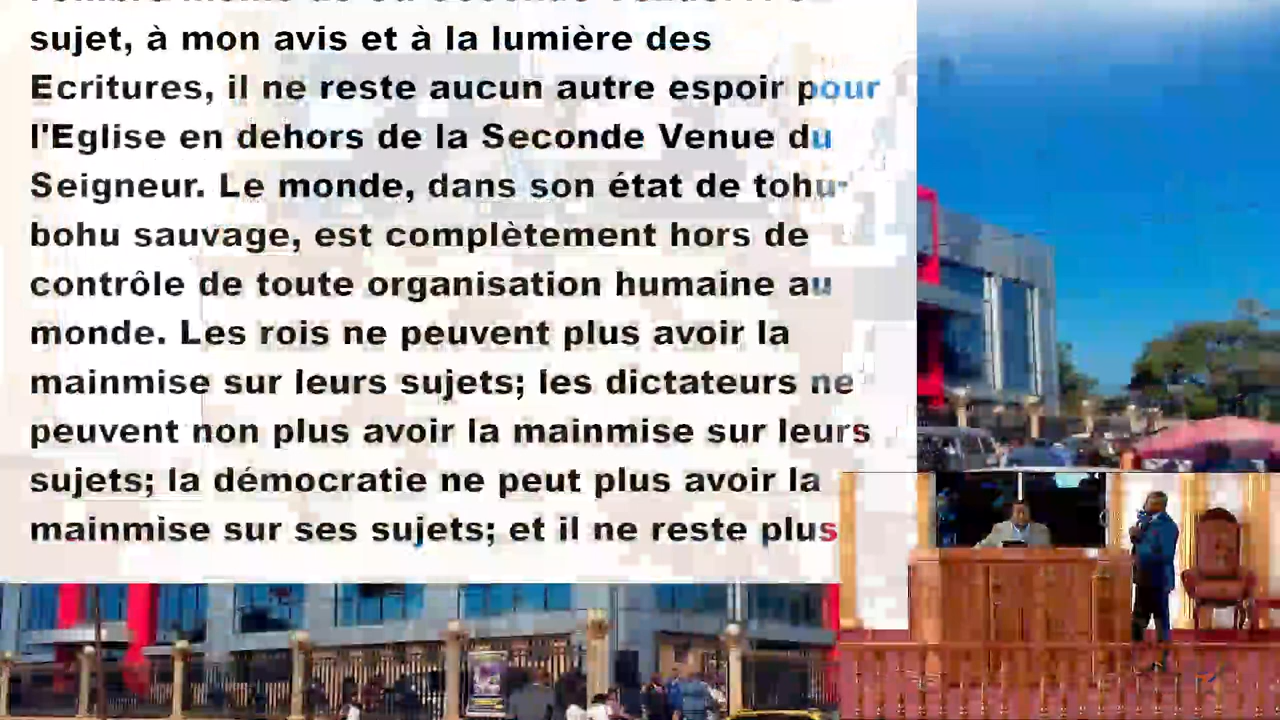 sujet, à mon avis et à la lumière des
Ecritures, il ne reste aucun autre espoir pour
l'Eglise en dehors de la Seconde Venue du
Seigneur. Le monde, dans son état de tohu-
bohu sauvage, est complètement hors de
contrôle de toute organisation humaine au
monde. Les rois ne peuvent plus avoir la
mainmise sur leurs sujets; les dictateurs ne
peuvent non plus avoir la mainmise sur leurs
sujets; la démocratie ne peut plus avoir la
mainmise sur ses sujets; et il ne reste plus